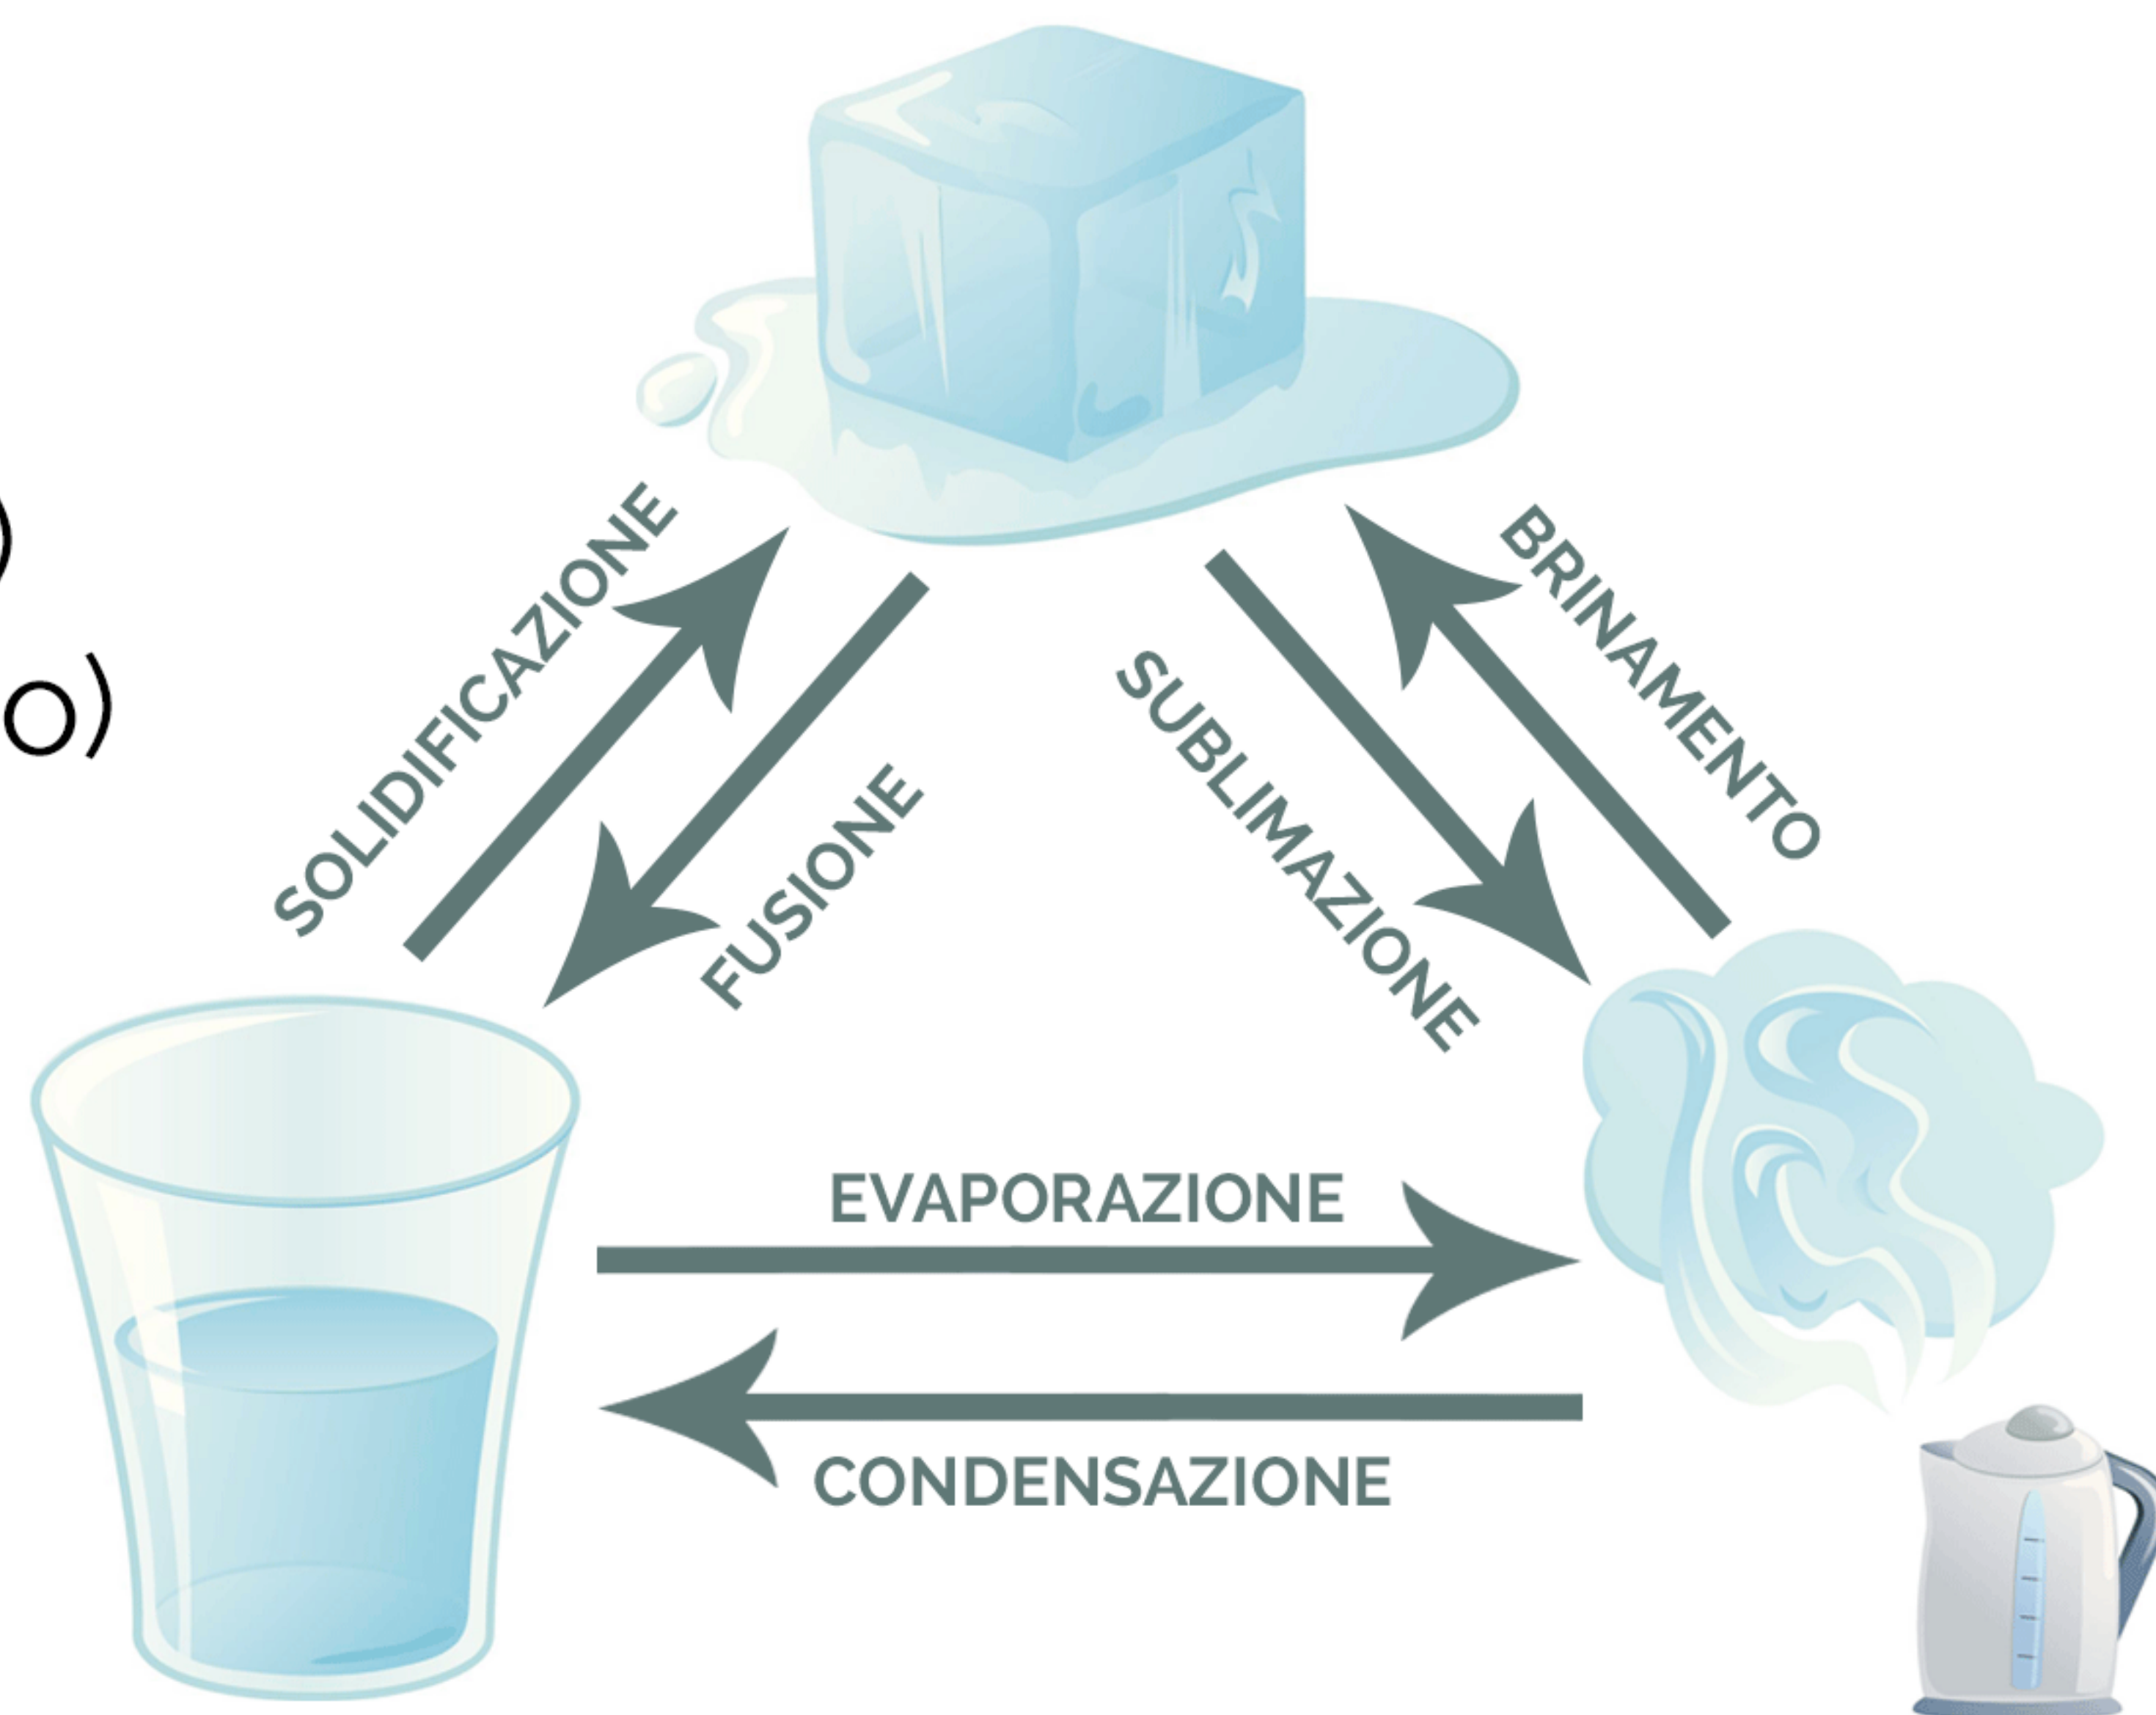 )
O)
SOLIDIFICAZIONE
FUSIONE
BRINAMENTO
SUBLIMAZIONE
EVAPORAZIONE
CONDENSAZIONE